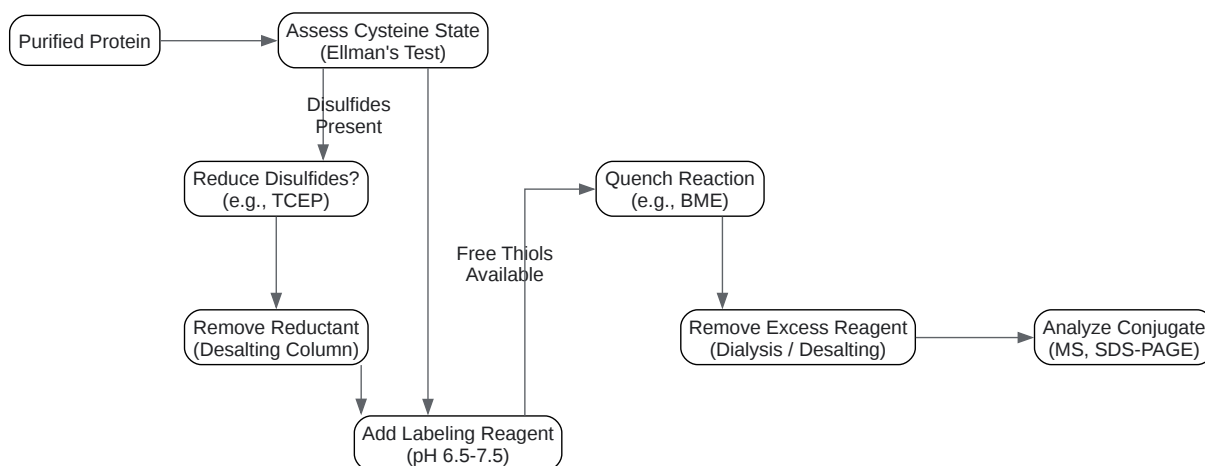 Purified Protein
Assess Cysteine State
(Ellman's Test)
Disulfides
Present
Reduce Disulfides?
(e.g., TCEP)
Remove Reductant
(Desalting Column)
Add Labeling Reagent
(pH 6.5-7.5)
Free Thiols
Available
Quench Reaction
(e.g., BME)
Remove Excess Reagent
(Dialysis / Desalting)
Analyze Conjugate
(MS, SDS-PAGE)